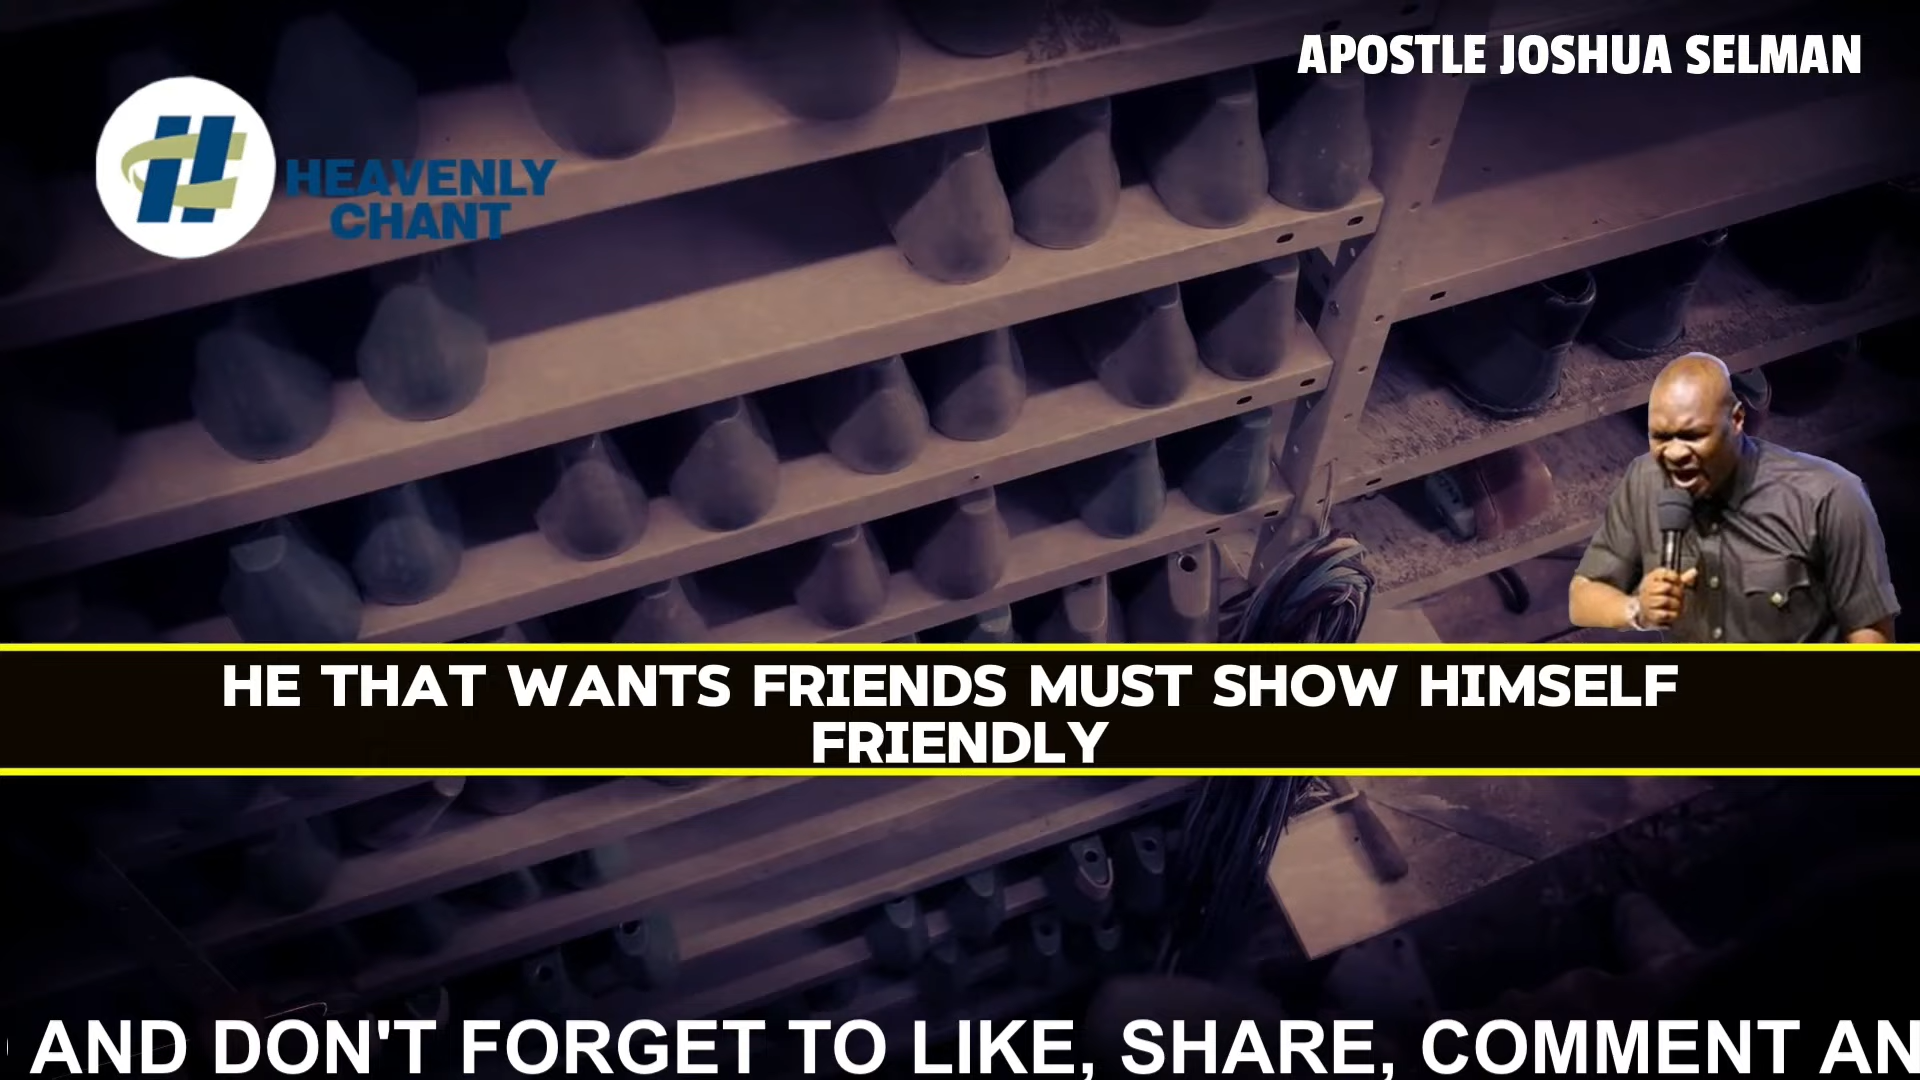 APOSTLE JOSHUA SELMAN
HEAVENLY
CHANT
HE THAT WANTS FRIENDS MUST SHOW HIMSELF
FRIENDLY
AND DON'T FORGET TO LIKE, SHARE, COMMENT AN